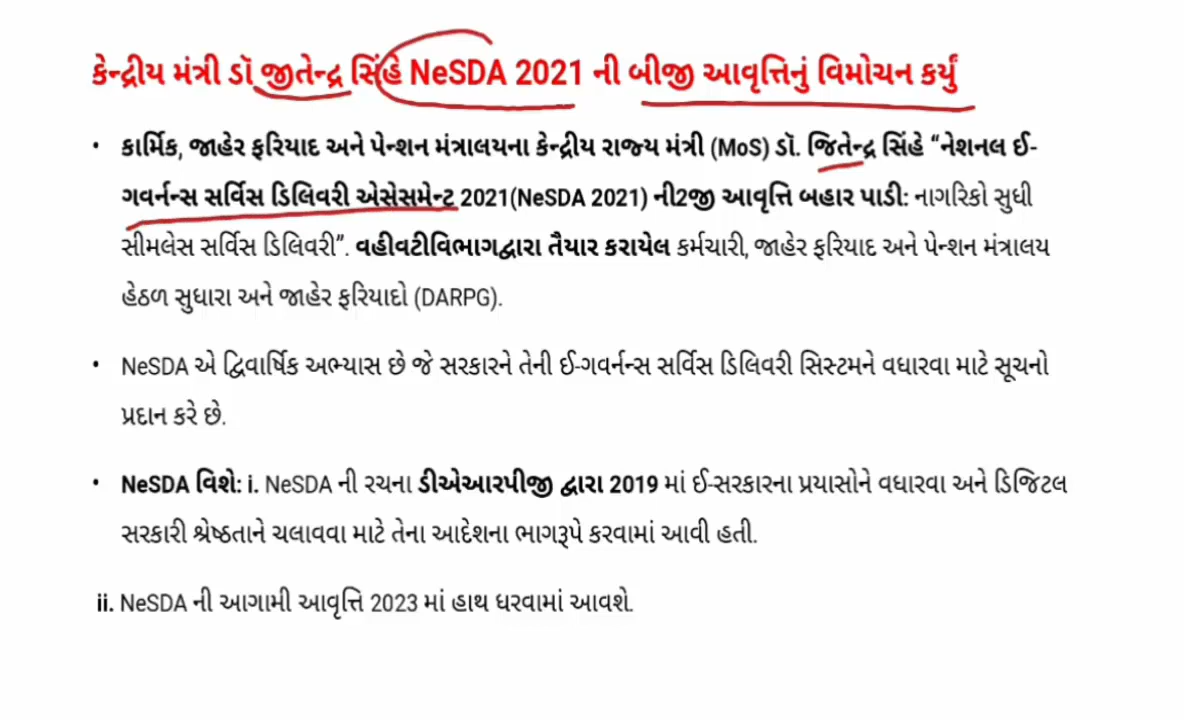 કેન્દ્રીય મંત્રી ડૉ જીતેન્દ્ર સિંહે NeSDA 2021 ની બીજી આવૃત્તિનું વિમોચન કર્યું
• કાર્મિક, જાહેર ફરિયાદ અને પેન્શન મંત્રાલયના કેન્દ્રીય રાજ્ય મંત્રી (MoS) ડૉ. જિતેન્દ્ર સિંહે “નેશનલ ઈ-
ગવર્નન્સ સર્વિસ ડિલિવરી એસેસમેન્ટ 2021(NeSDA 2021) ની2જી આવૃત્તિ બહાર પાડી: નાગરિકો સુધી
સીમલેસ સર્વિસ ડિલિવરી”. વહીવટીવિભાગદ્વારા તૈયાર કરાયેલ કર્મચારી, જાહેર ફરિયાદ અને પેન્શન મંત્રાલય
હેઠળ સુધારા અને જાહેર ફરિયાદો (DARPG).
• NeSDA એ દ્વિવાર્ષિક અભ્યાસ છે જે સરકારને તેની ઈ-ગવર્નન્સ સર્વિસ ડિલિવરી સિસ્ટમને વધારવા માટે સૂચનો
પ્રદાન કરે છે.
• NeSDA વિશે: i. NeSDA ની રચના ડીએઆરપીજી દ્વારા 2019 માં ઈ-સરકારના પ્રયાસોને વધારવા અને ડિજિટલ
સરકારી શ્રેષ્ઠતાને ચલાવવા માટે તેના આદેશના ભાગરૂપે કરવામાં આવી હતી.
ii. NeSDA ની આગામી આવૃત્તિ 2023 માં હાથ ધરવામાં આવશે.